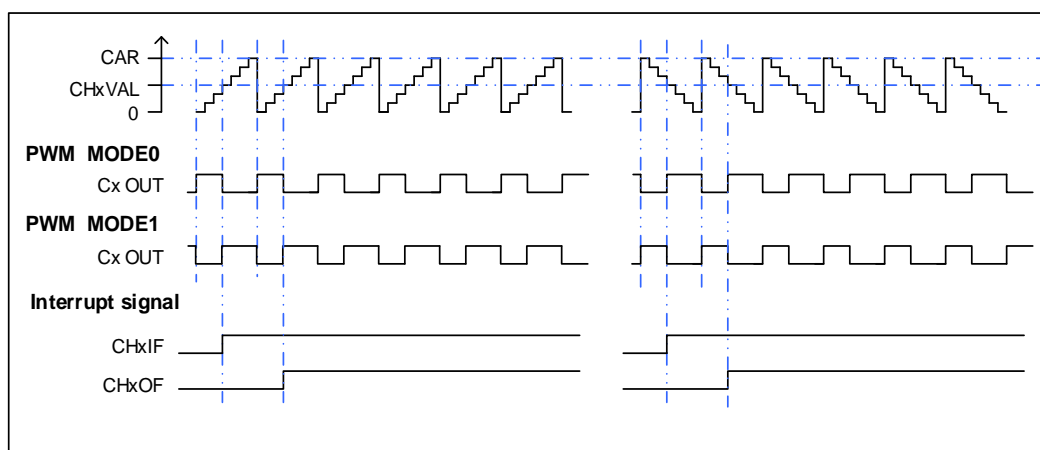 CAR
CHxVAL
0
PWM MODE0
Cx OUT
PWM MODE1
Cx OUT
Interrupt signal
CHxIF
CHxOF